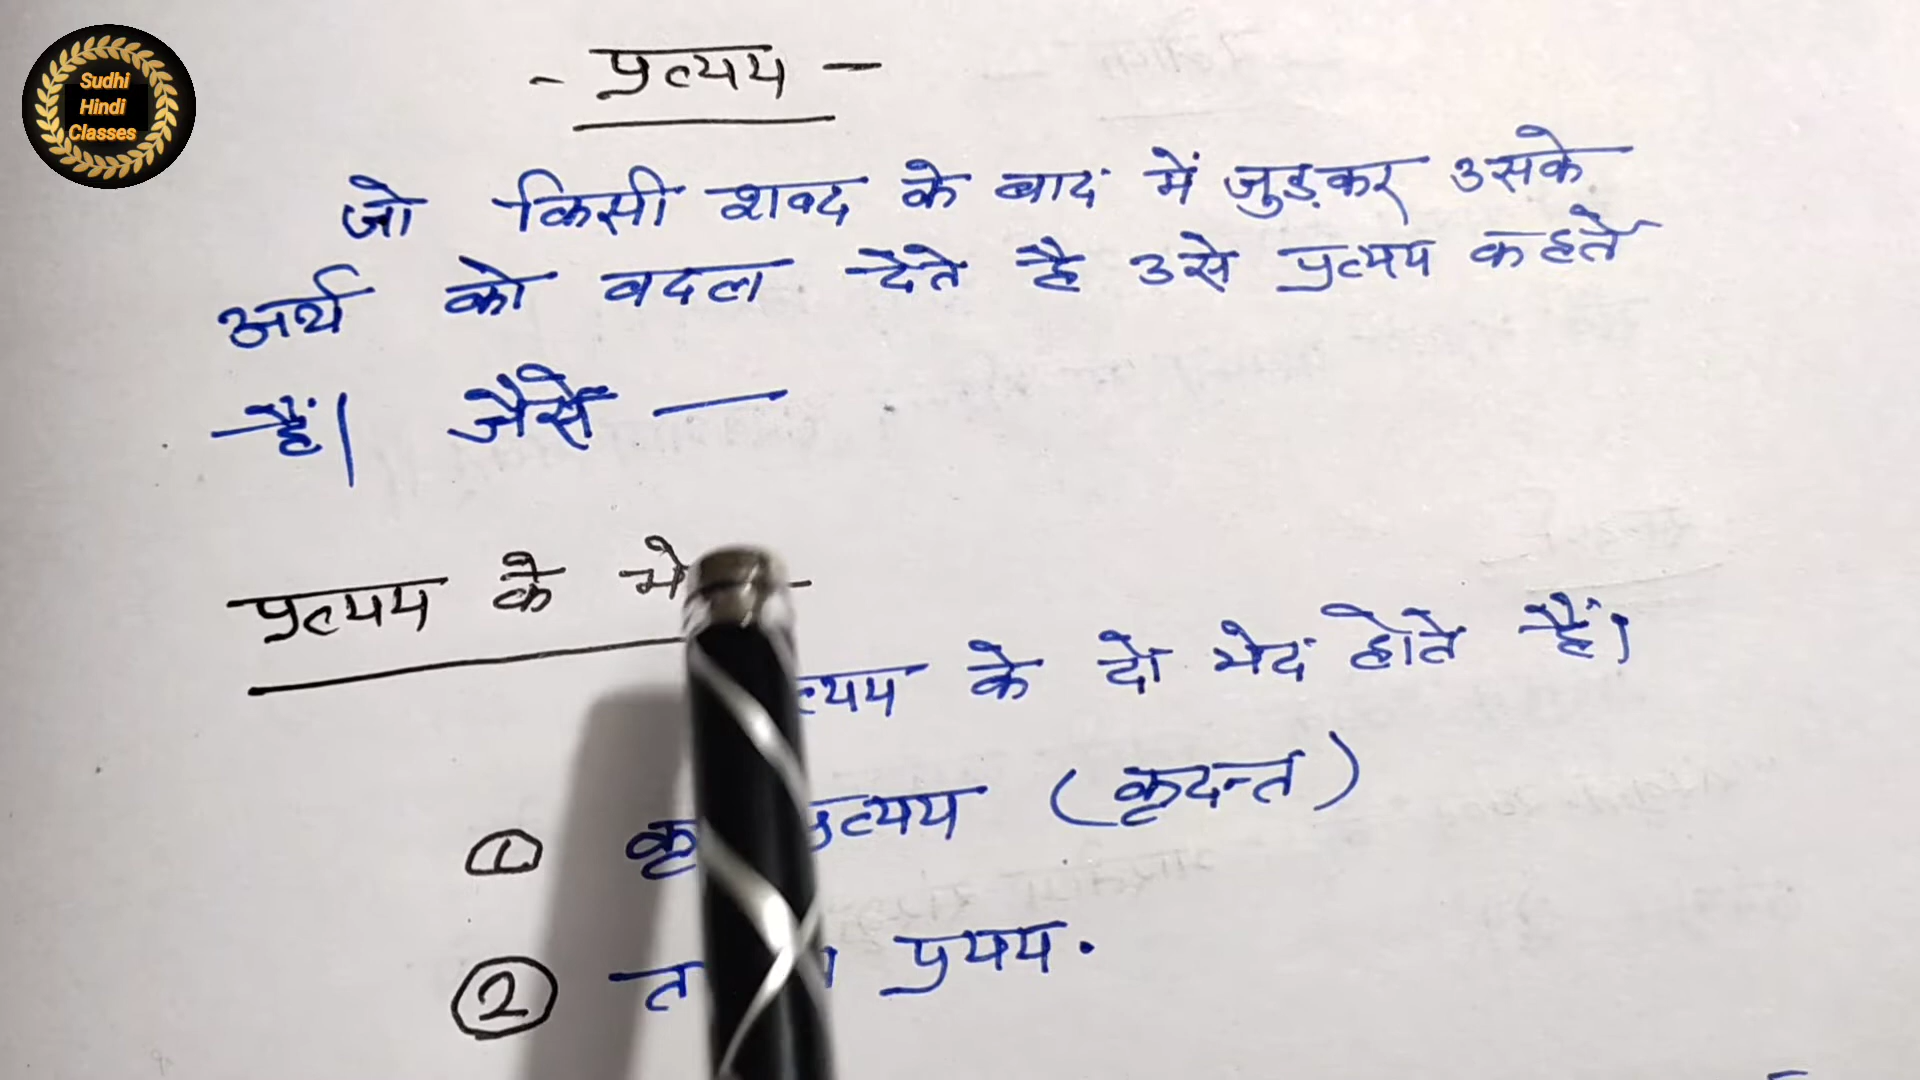 Sudhi
Hindi
Classes
- प्रत्यय -
जो किसी शब्द के बाद में जुड़कर उसके
अर्थ को बदल देते है उसे प्रत्यय कहते
हैं। जैसे —
प्रत्यय के
के दो भेद होते हैं।
① (कृदन्त)
② प्रयय.